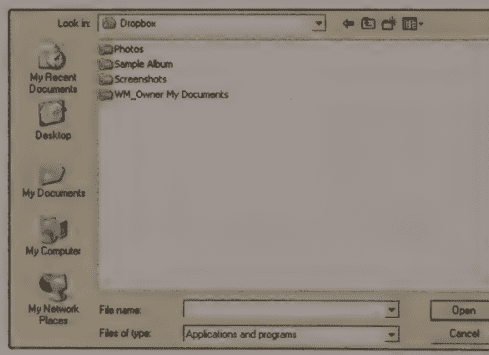 Look in: Dropbox
Photos
Sample Album
Screenshots
WM_Owner My Documents
My Recent
Documents
Desktop
My Documents
My Computer
My Network
Places
File name:
Open
Files of type: Applications and programs
Cancel